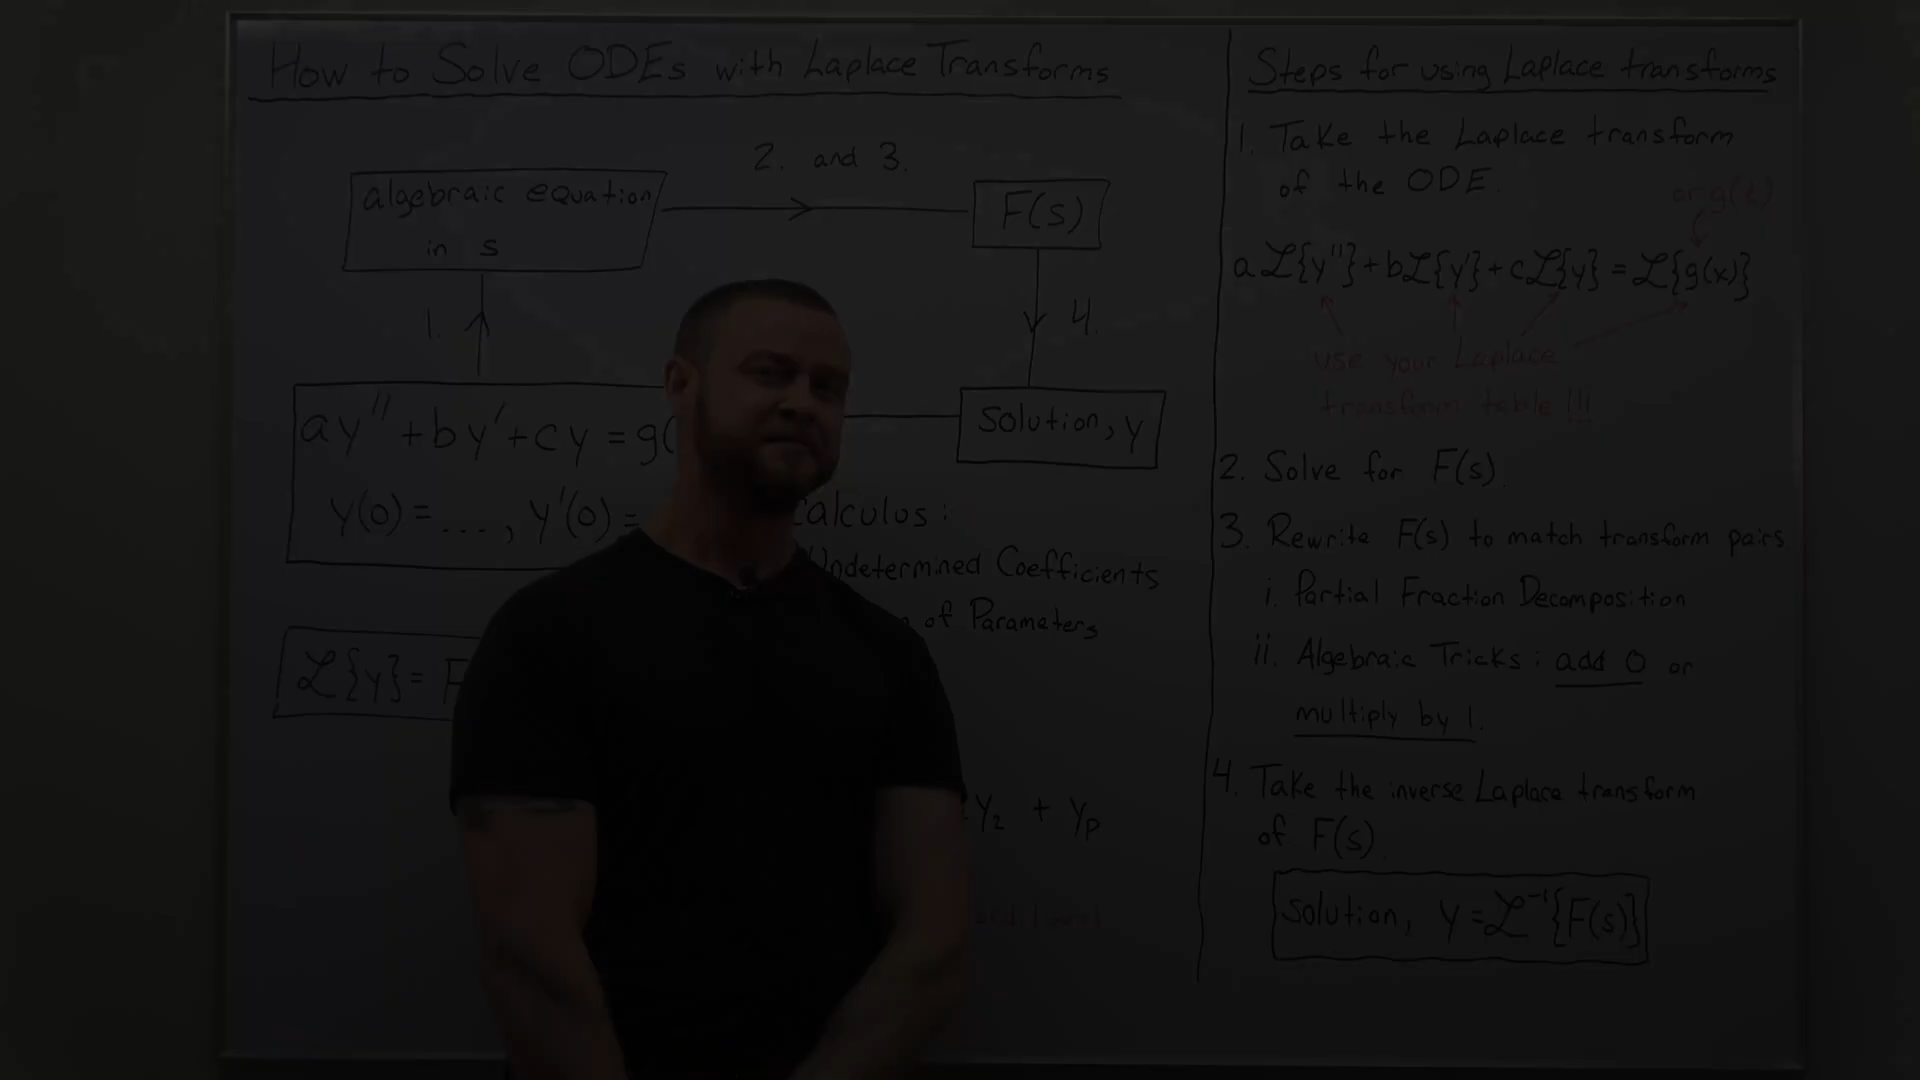 How to Solve ODEs with Laplace Transforms
2. and 3.
algebraic equation
in s
F(s)
1.
4.
ay'' + by' + cy = g(
y(0) = ..., y'(0) =
Solution, y
Calculus:
Undetermined Coefficients
of Parameters
ℒ{y} = F
y₂ + yₚ
Steps for using Laplace transforms
1. Take the Laplace transform
of the ODE.
or g(t)
aℒ{y''} + bℒ{y'} + cℒ{y} = ℒ{g(x)}
use your Laplace
transform table!!!
2. Solve for F(s).
3. Rewrite F(s) to match transform pairs
i. Partial Fraction Decomposition
ii. Algebraic Tricks: add 0 or
multiply by 1.
4. Take the inverse Laplace transform
of F(s).
Solution, y = ℒ⁻¹{F(s)}